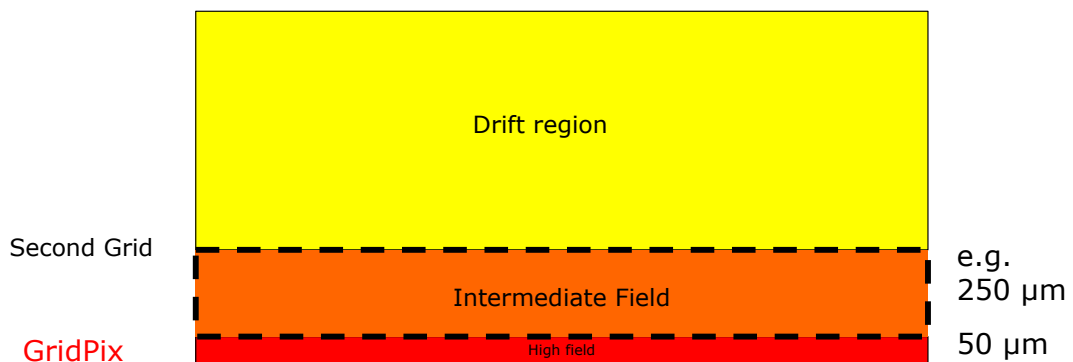 Drift region
Second Grid
e.g.
250 µm
Intermediate Field
GridPix
High field
50 µm